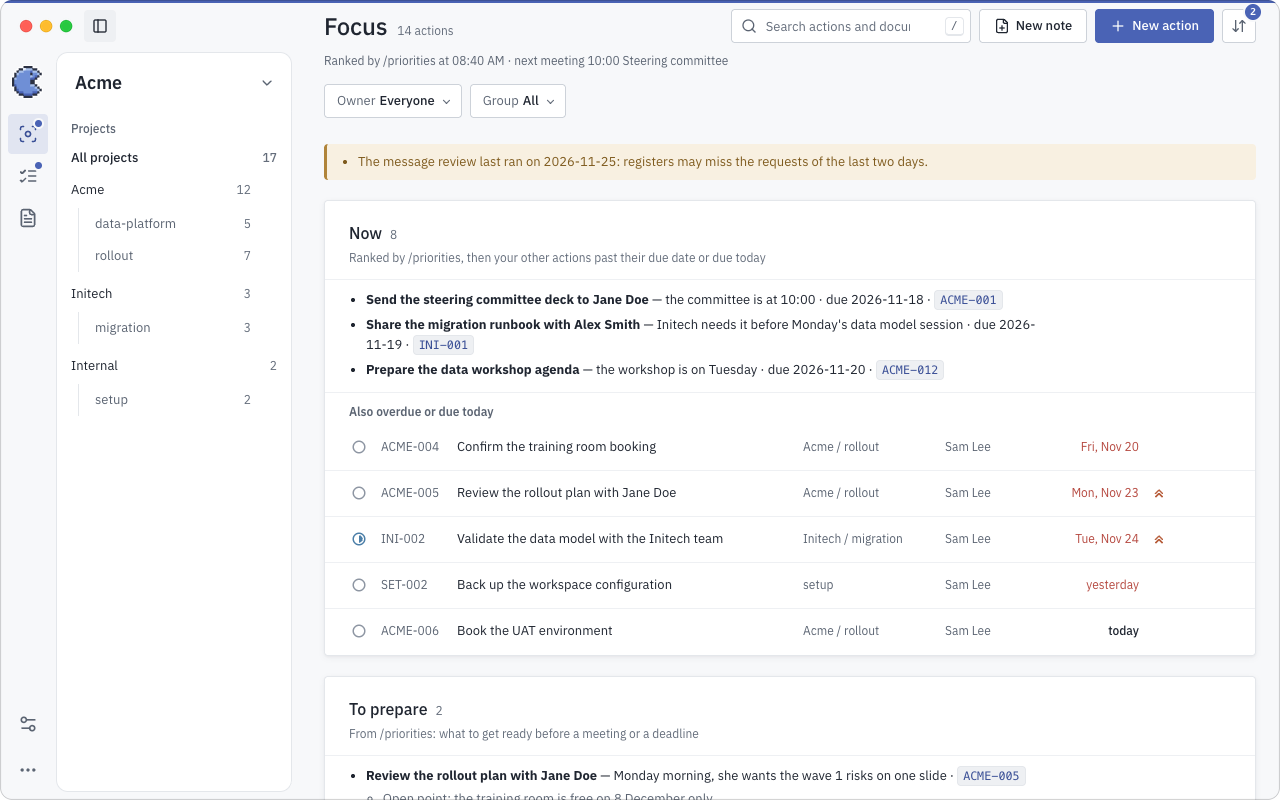 Focus 14 actions
Search actions and docu
/
New note
New action
2
Ranked by /priorities at 08:40 AM · next meeting 10:00 Steering committee
Owner Everyone
Group All
Acme
Projects
All projects 17
Acme 12
data-platform 5
rollout 7
Initech 3
migration 3
Internal 2
setup 2
• The message review last ran on 2026-11-25: registers may miss the requests of the last two days.
Now 8
Ranked by /priorities, then your other actions past their due date or due today
• Send the steering committee deck to Jane Doe — the committee is at 10:00 · due 2026-11-18 · ACME-001
• Share the migration runbook with Alex Smith — Initech needs it before Monday's data model session · due 2026-
11-19 · INI-001
• Prepare the data workshop agenda — the workshop is on Tuesday · due 2026-11-20 · ACME-012
Also overdue or due today
ACME-004 Confirm the training room booking Acme / rollout Sam Lee Fri, Nov 20
ACME-005 Review the rollout plan with Jane Doe Acme / rollout Sam Lee Mon, Nov 23
INI-002 Validate the data model with the Initech team Initech / migration Sam Lee Tue, Nov 24
SET-002 Back up the workspace configuration setup Sam Lee yesterday
ACME-006 Book the UAT environment Acme / rollout Sam Lee today
To prepare 2
From /priorities: what to get ready before a meeting or a deadline
• Review the rollout plan with Jane Doe — Monday morning, she wants the wave 1 risks on one slide · ACME-005
Open point: the training room is free on 8 December only